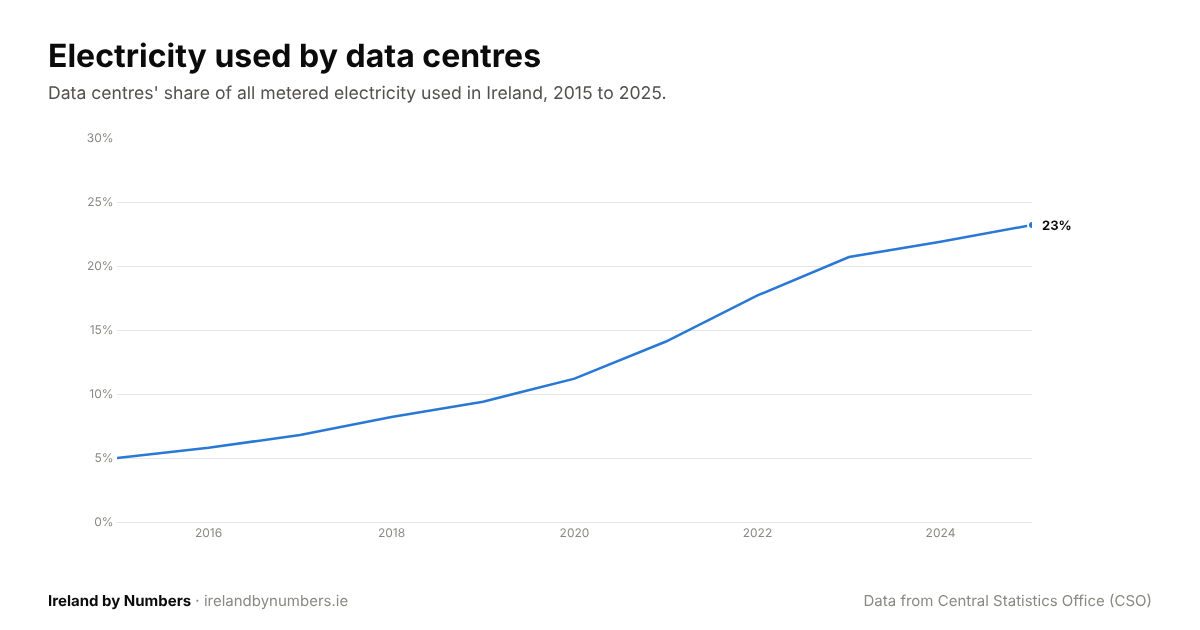 Electricity used by data centres
Data centres' share of all metered electricity used in Ireland, 2015 to 2025.
30%
25%
23%
20%
15%
10%
5%
0%
2016 2018 2020 2022 2024
Ireland by Numbers · irelandbynumbers.ie
Data from Central Statistics Office (CSO)